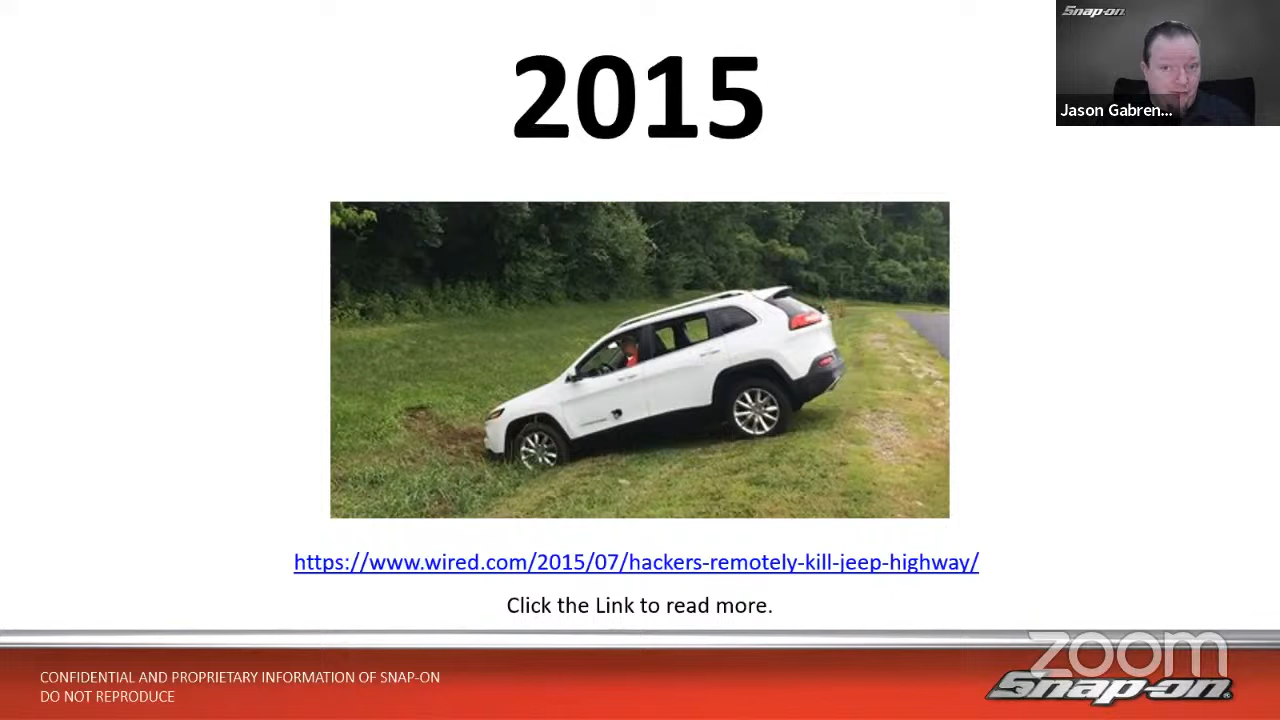 Snap-on
Jason Gabren...
2015
https://www.wired.com/2015/07/hackers-remotely-kill-jeep-highway/
Click the Link to read more.
CONFIDENTIAL AND PROPRIETARY INFORMATION OF SNAP-ON
DO NOT REPRODUCE
zoom
Snap-on